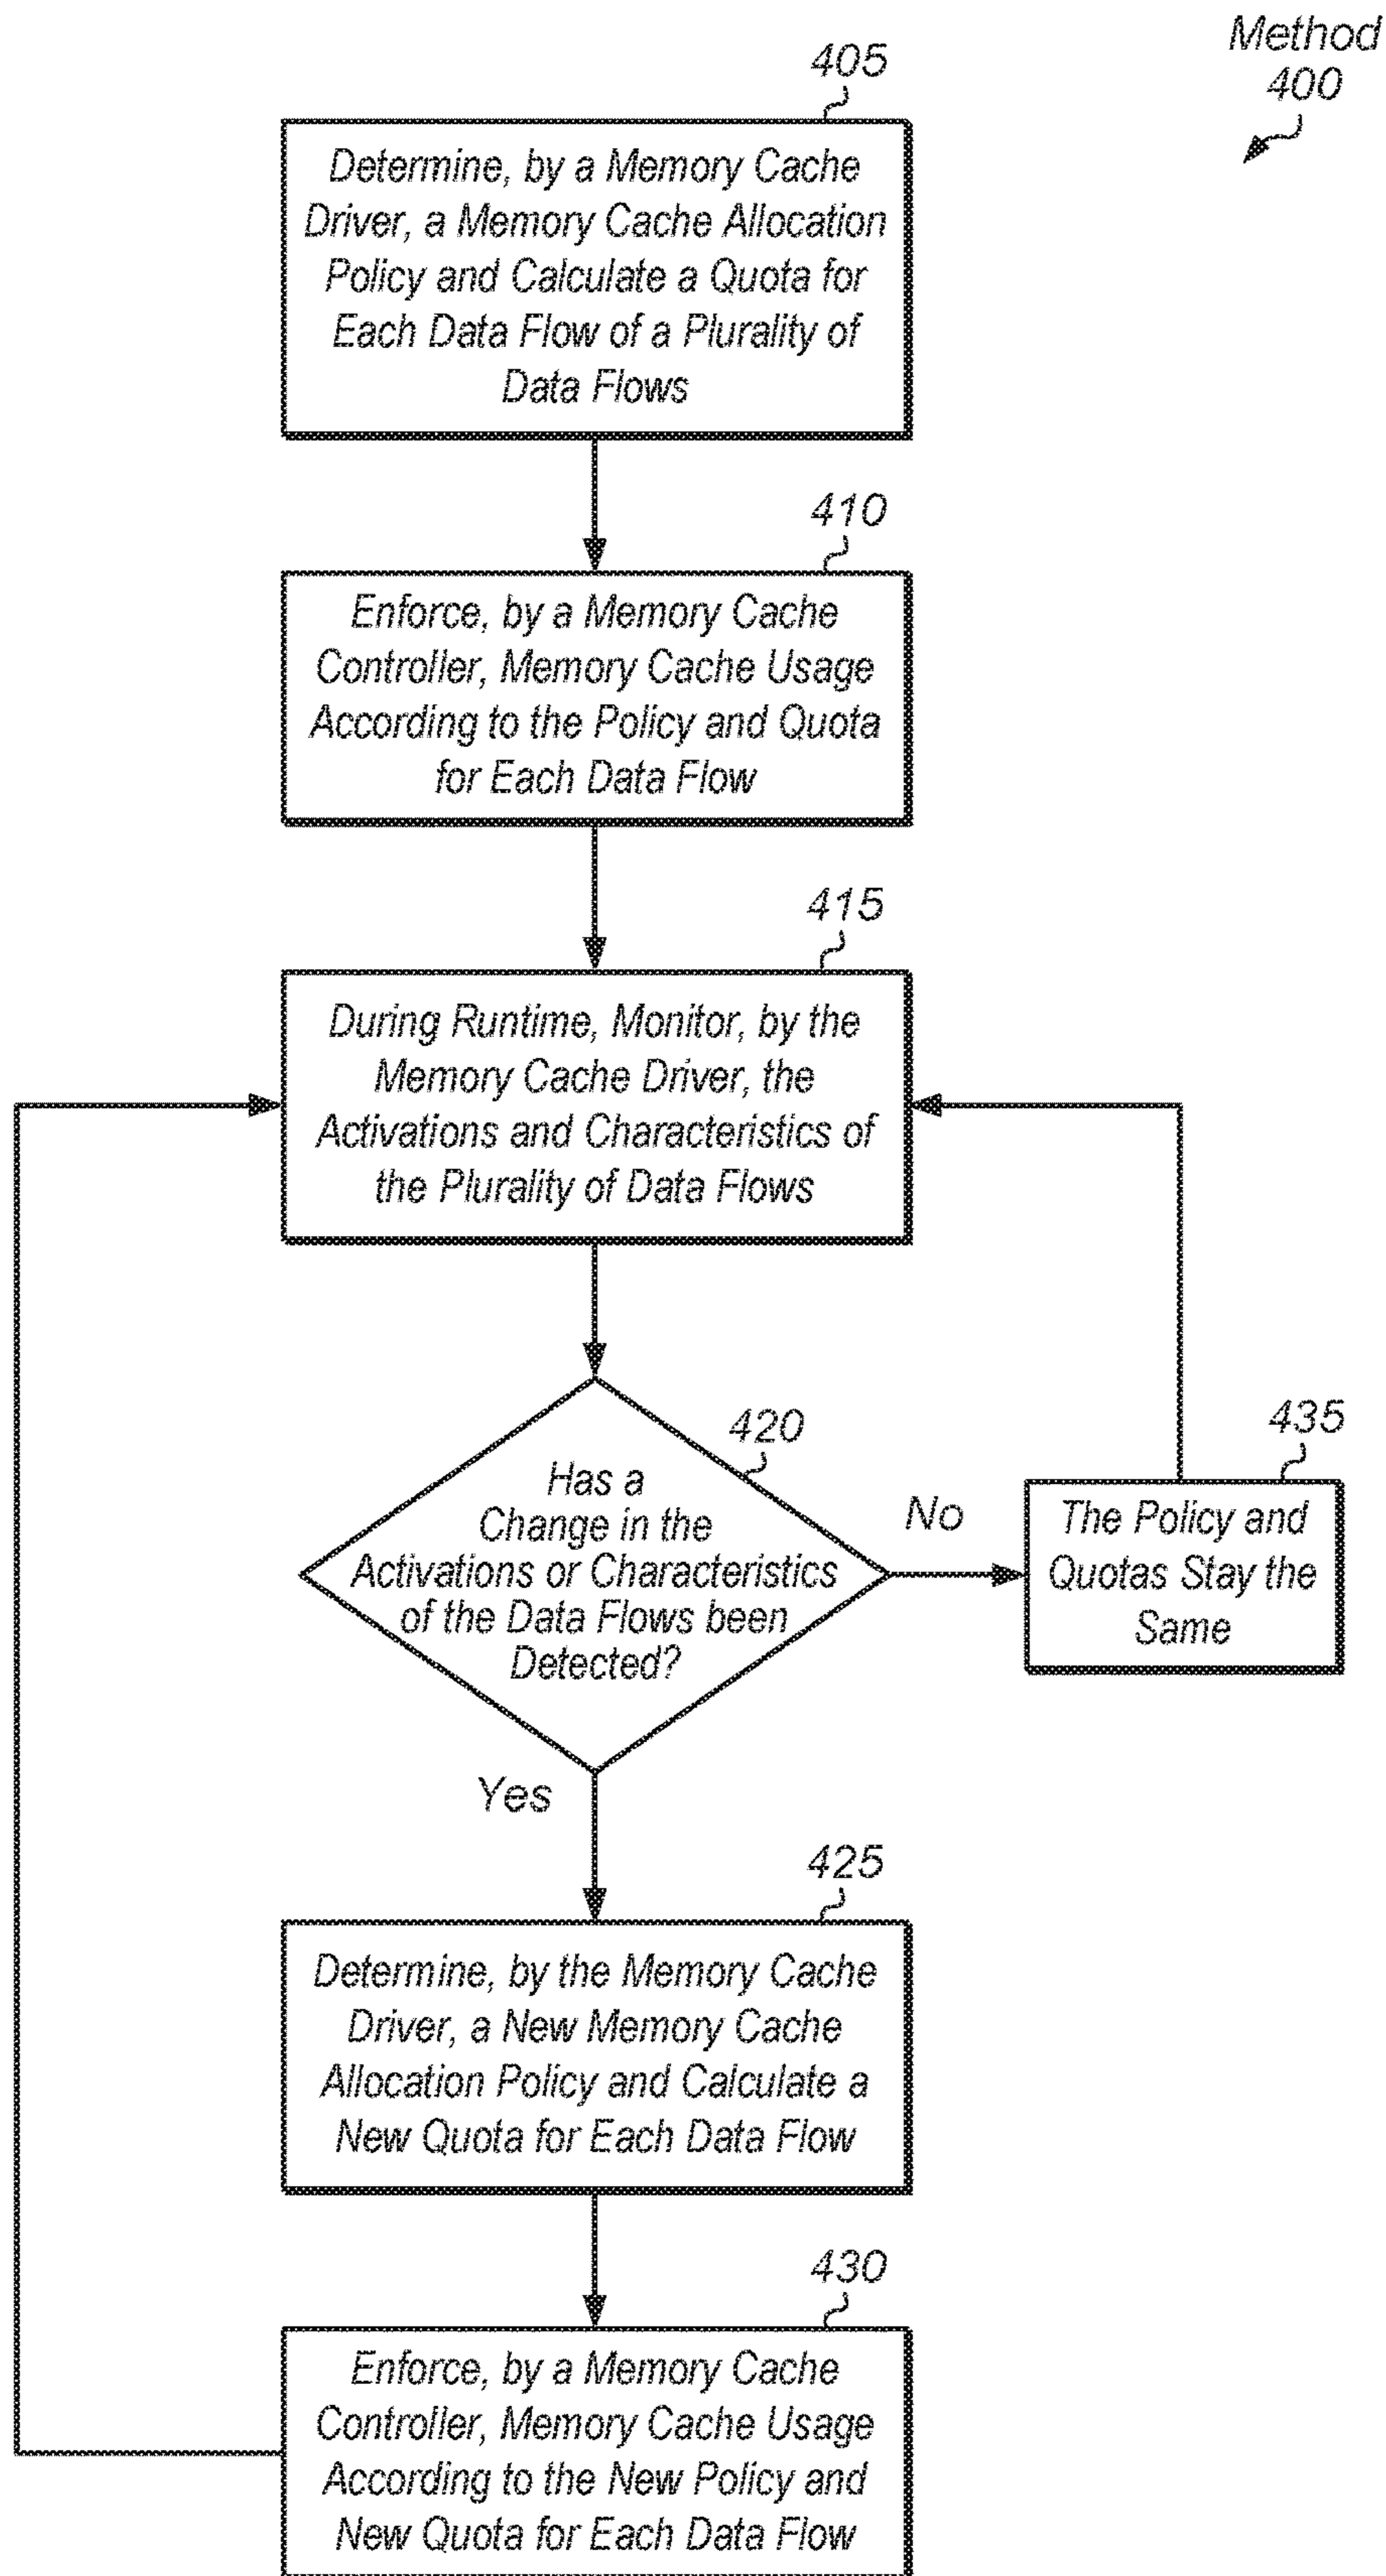 Method
400
405
Determine, by a Memory Cache
Driver, a Memory Cache Allocation
Policy and Calculate a Quota for
Each Data Flow of a Plurality of
Data Flows
410
Enforce, by a Memory Cache
Controller, Memory Cache Usage
According to the Policy and Quota
for Each Data Flow
415
During Runtime, Monitor, by the
Memory Cache Driver, the
Activations and Characteristics of
the Plurality of Data Flows
420
Has a
Change in the
Activations or Characteristics
of the Data Flows been
Detected?
No
435
The Policy and
Quotas Stay the
Same
Yes
425
Determine, by the Memory Cache
Driver, a New Memory Cache
Allocation Policy and Calculate a
New Quota for Each Data Flow
430
Enforce, by a Memory Cache
Controller, Memory Cache Usage
According to the New Policy and
New Quota for Each Data Flow